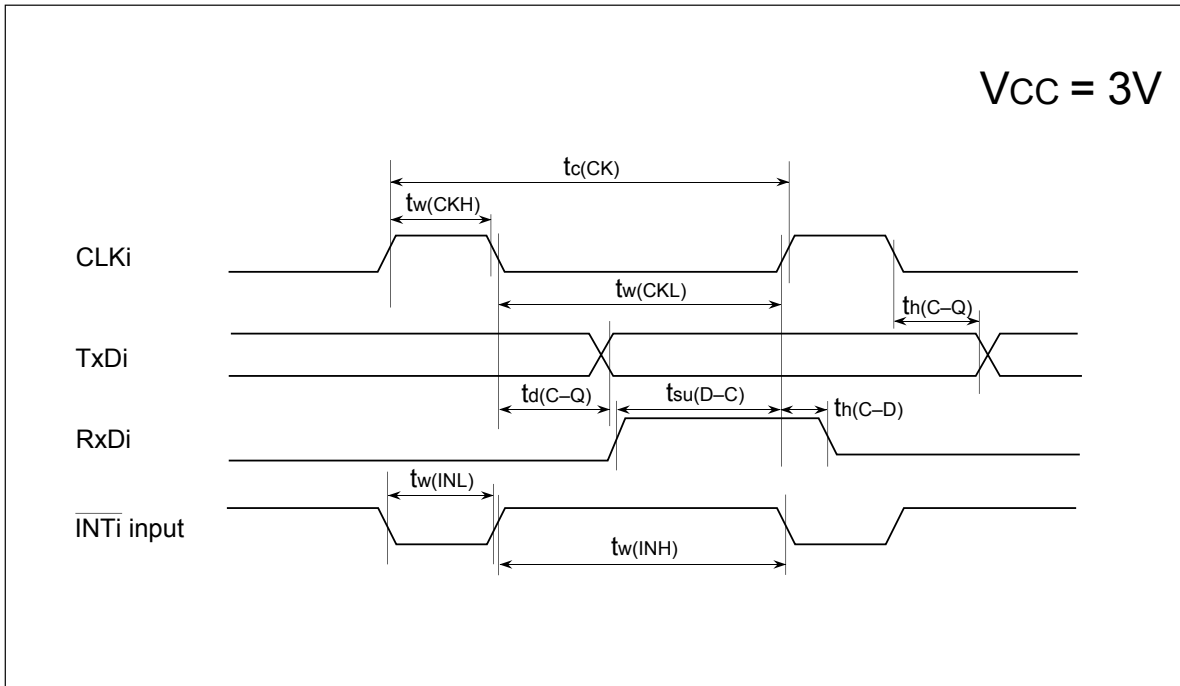 VCC = 3V
tc(CK)
tw(CKH)
CLKi
tw(CKL)
th(C–Q)
TxDi
td(C–Q)
tsu(D–C)
th(C–D)
RxDi
tw(INL)
INTi input
tw(INH)